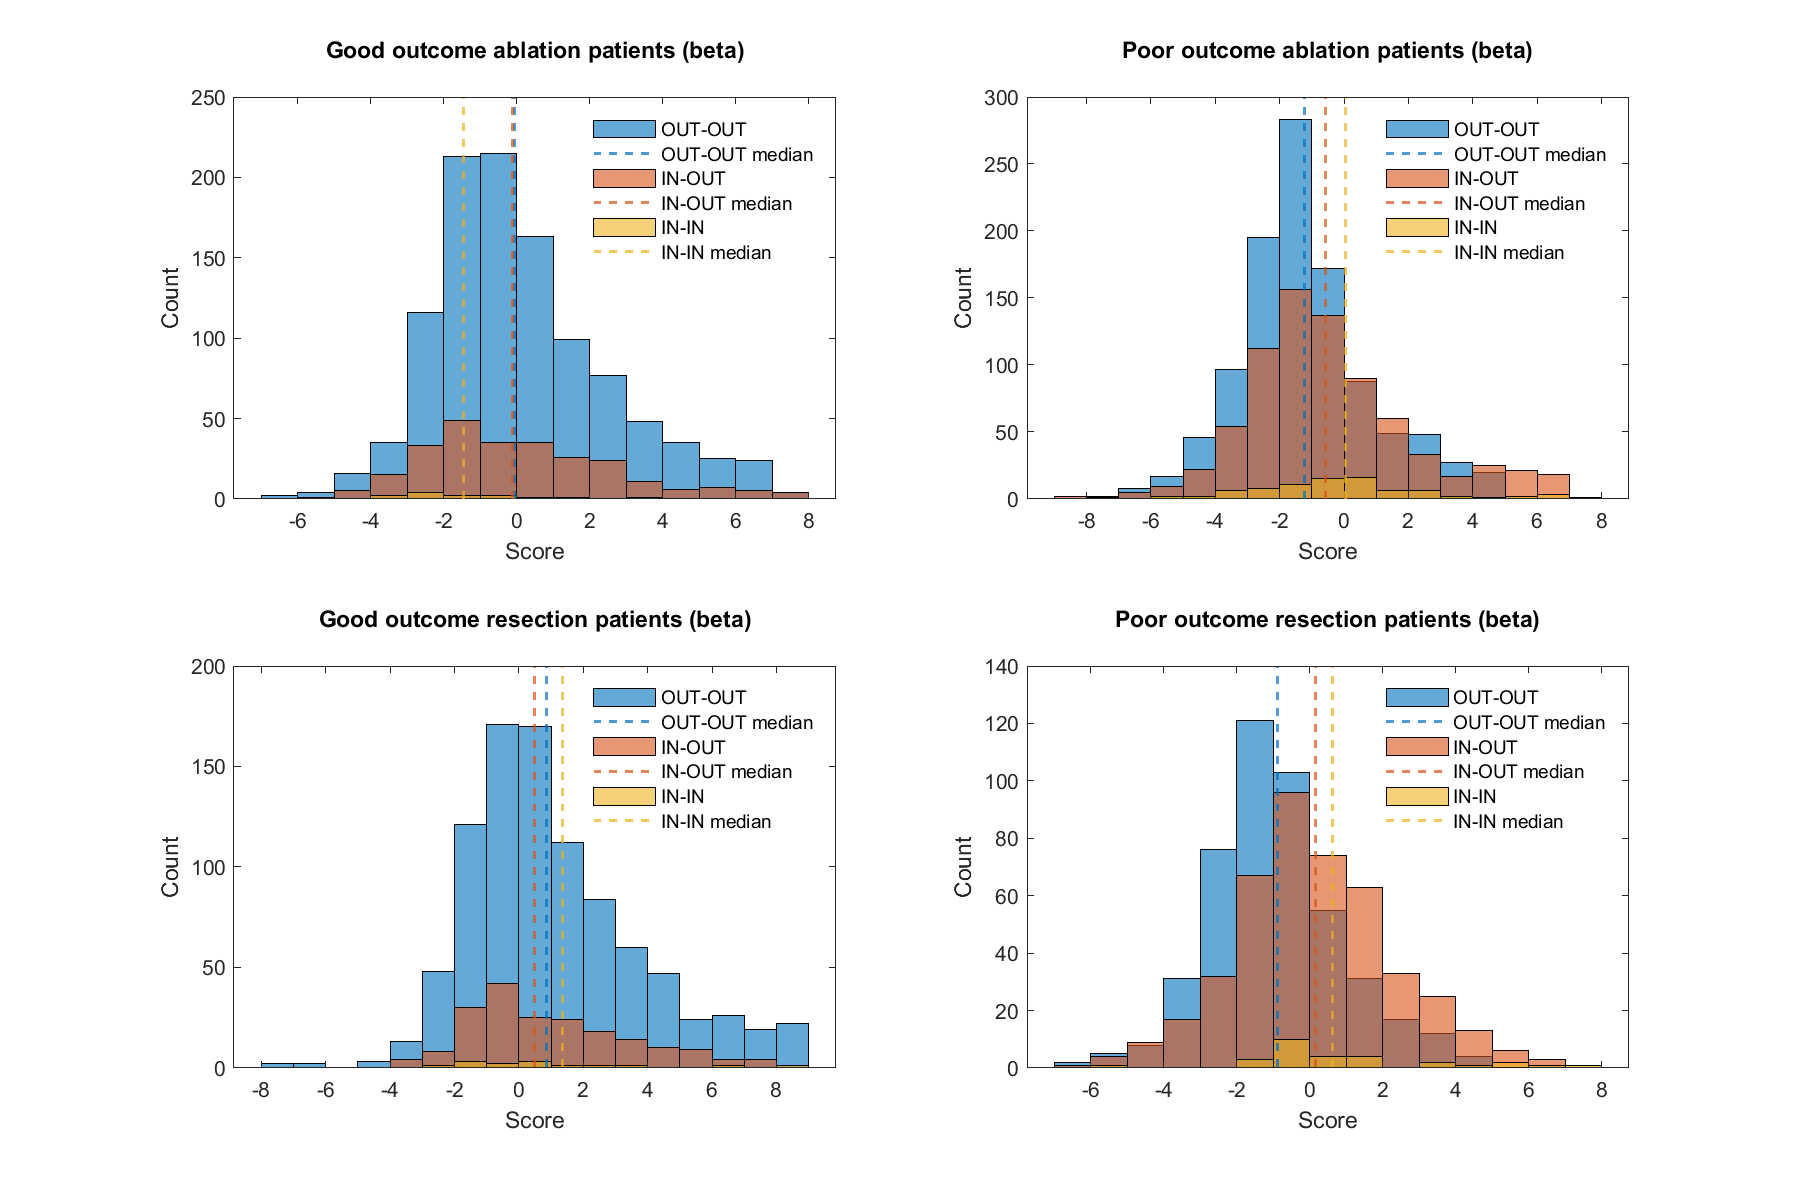 Good outcome ablation patients (beta)
250
200
150
100
50
0
Count
-6 -4 -2 0 2 4 6 8
Score
OUT-OUT
OUT-OUT median
IN-OUT
IN-OUT median
IN-IN
IN-IN median
Poor outcome ablation patients (beta)
300
250
200
150
100
50
0
Count
-8 -6 -4 -2 0 2 4 6 8
Score
OUT-OUT
OUT-OUT median
IN-OUT
IN-OUT median
IN-IN
IN-IN median
Good outcome resection patients (beta)
200
150
100
50
0
Count
-8 -6 -4 -2 0 2 4 6 8
Score
OUT-OUT
OUT-OUT median
IN-OUT
IN-OUT median
IN-IN
IN-IN median
Poor outcome resection patients (beta)
140
120
100
80
60
40
20
0
Count
-6 -4 -2 0 2 4 6 8
Score
OUT-OUT
OUT-OUT median
IN-OUT
IN-OUT median
IN-IN
IN-IN median